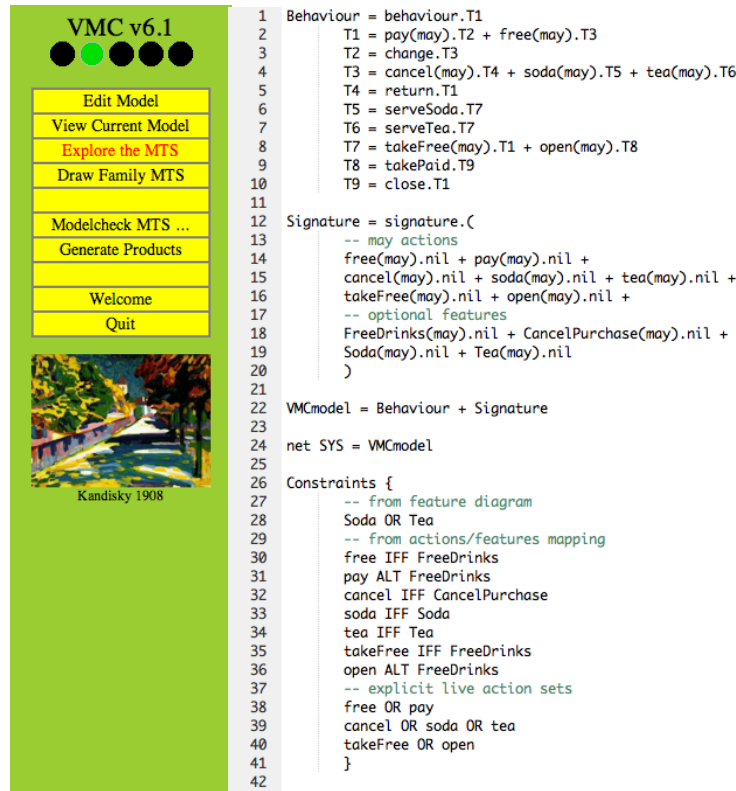 VMC v6.1
Edit Model
View Current Model
Explore the MTS
Draw Family MTS
Modelcheck MTS ...
Generate Products
Welcome
Quit
Kandisky 1908
1 Behaviour = behaviour.T1
2 T1 = pay(may).T2 + free(may).T3
3 T2 = change.T3
4 T3 = cancel(may).T4 + soda(may).T5 + tea(may).T6
5 T4 = return.T1
6 T5 = serveSoda.T7
7 T6 = serveTea.T7
8 T7 = takeFree(may).T1 + open(may).T8
9 T8 = takePaid.T9
10 T9 = close.T1
11
12 Signature = signature.(
13 -- may actions
14 free(may).nil + pay(may).nil +
15 cancel(may).nil + soda(may).nil + tea(may).nil +
16 takeFree(may).nil + open(may).nil +
17 -- optional features
18 FreeDrinks(may).nil + CancelPurchase(may).nil +
19 Soda(may).nil + Tea(may).nil
20 )
21
22 VMCmodel = Behaviour + Signature
23
24 net SYS = VMCmodel
25
26 Constraints {
27 -- from feature diagram
28 Soda OR Tea
29 -- from actions/features mapping
30 free IFF FreeDrinks
31 pay ALT FreeDrinks
32 cancel IFF CancelPurchase
33 soda IFF Soda
34 tea IFF Tea
35 takeFree IFF FreeDrinks
36 open ALT FreeDrinks
37 -- explicit live action sets
38 free OR pay
39 cancel OR soda OR tea
40 takeFree OR open
41 }
42